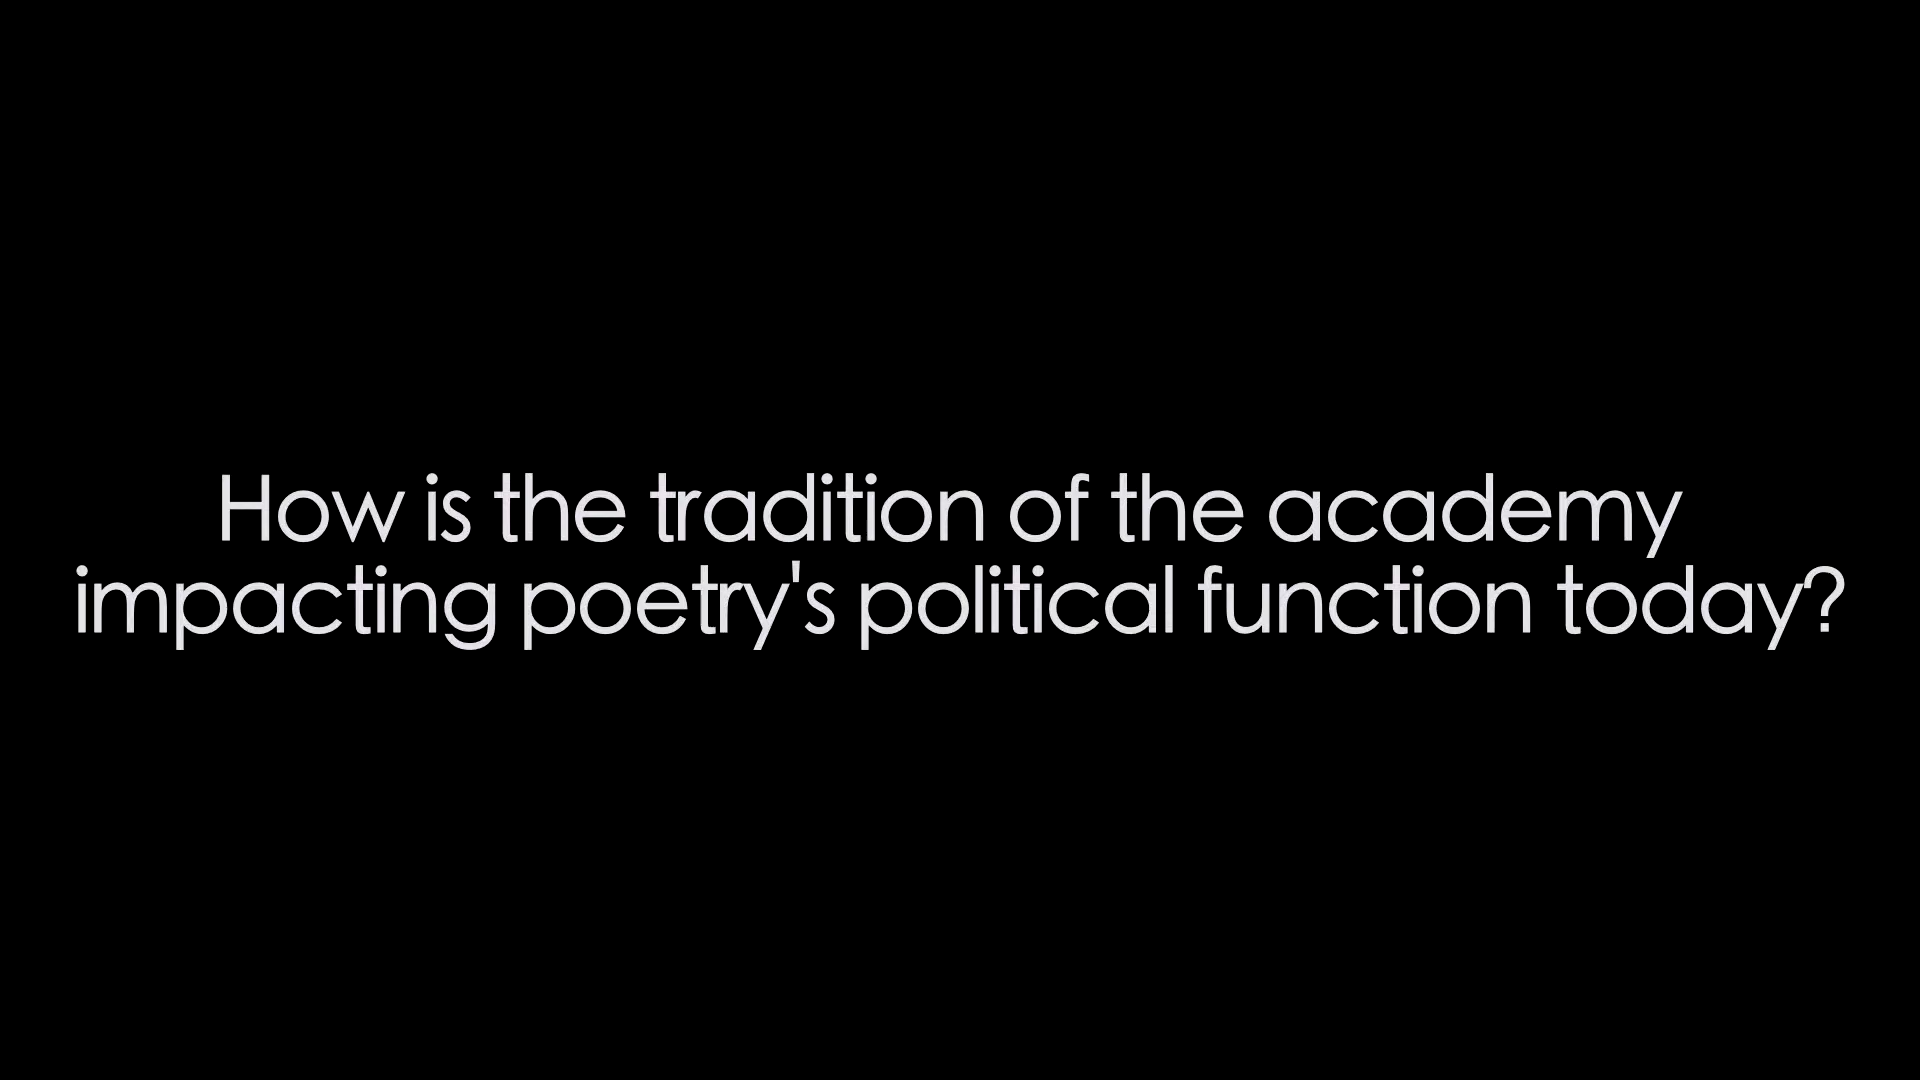 How is the tradition of the academy
impacting poetry's political function today?